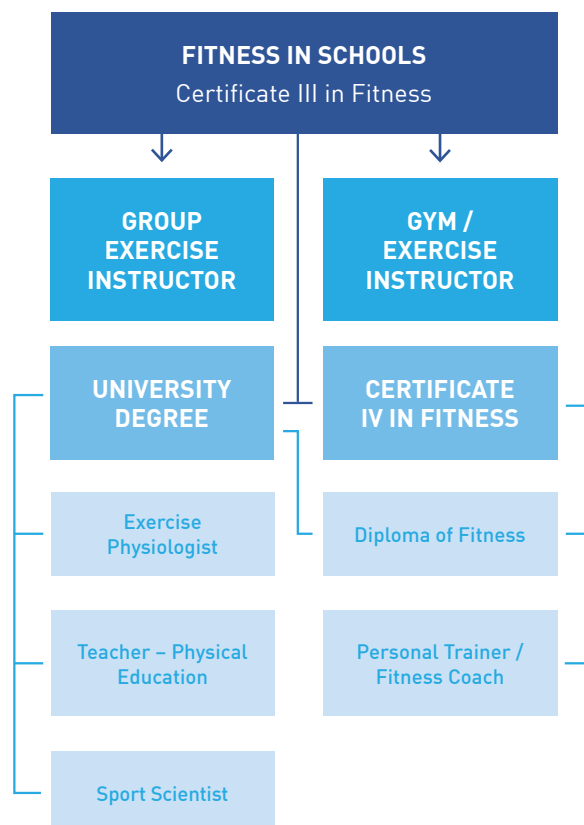 FITNESS IN SCHOOLS
Certificate III in Fitness
GROUP
EXERCISE
INSTRUCTOR
GYM /
EXERCISE
INSTRUCTOR
UNIVERSITY
DEGREE
CERTIFICATE
IV IN FITNESS
Exercise
Physiologist
Diploma of Fitness
Teacher – Physical
Education
Personal Trainer /
Fitness Coach
Sport Scientist